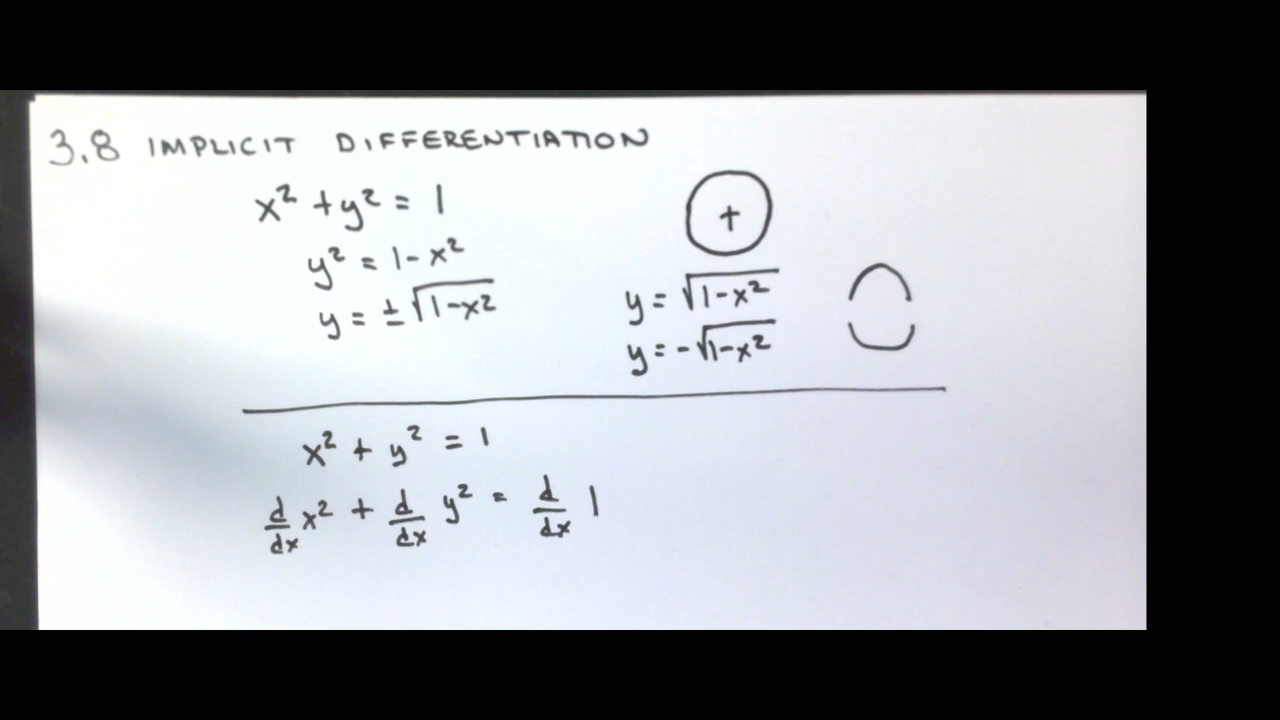 3.8 IMPLICIT DIFFERENTIATION
x² + y² = 1
y² = 1 - x²
y = ± √(1-x²)
+
y = √(1-x²)
y = - √(1-x²)
x² + y² = 1
d/dx x² + d/dx y² = d/dx 1